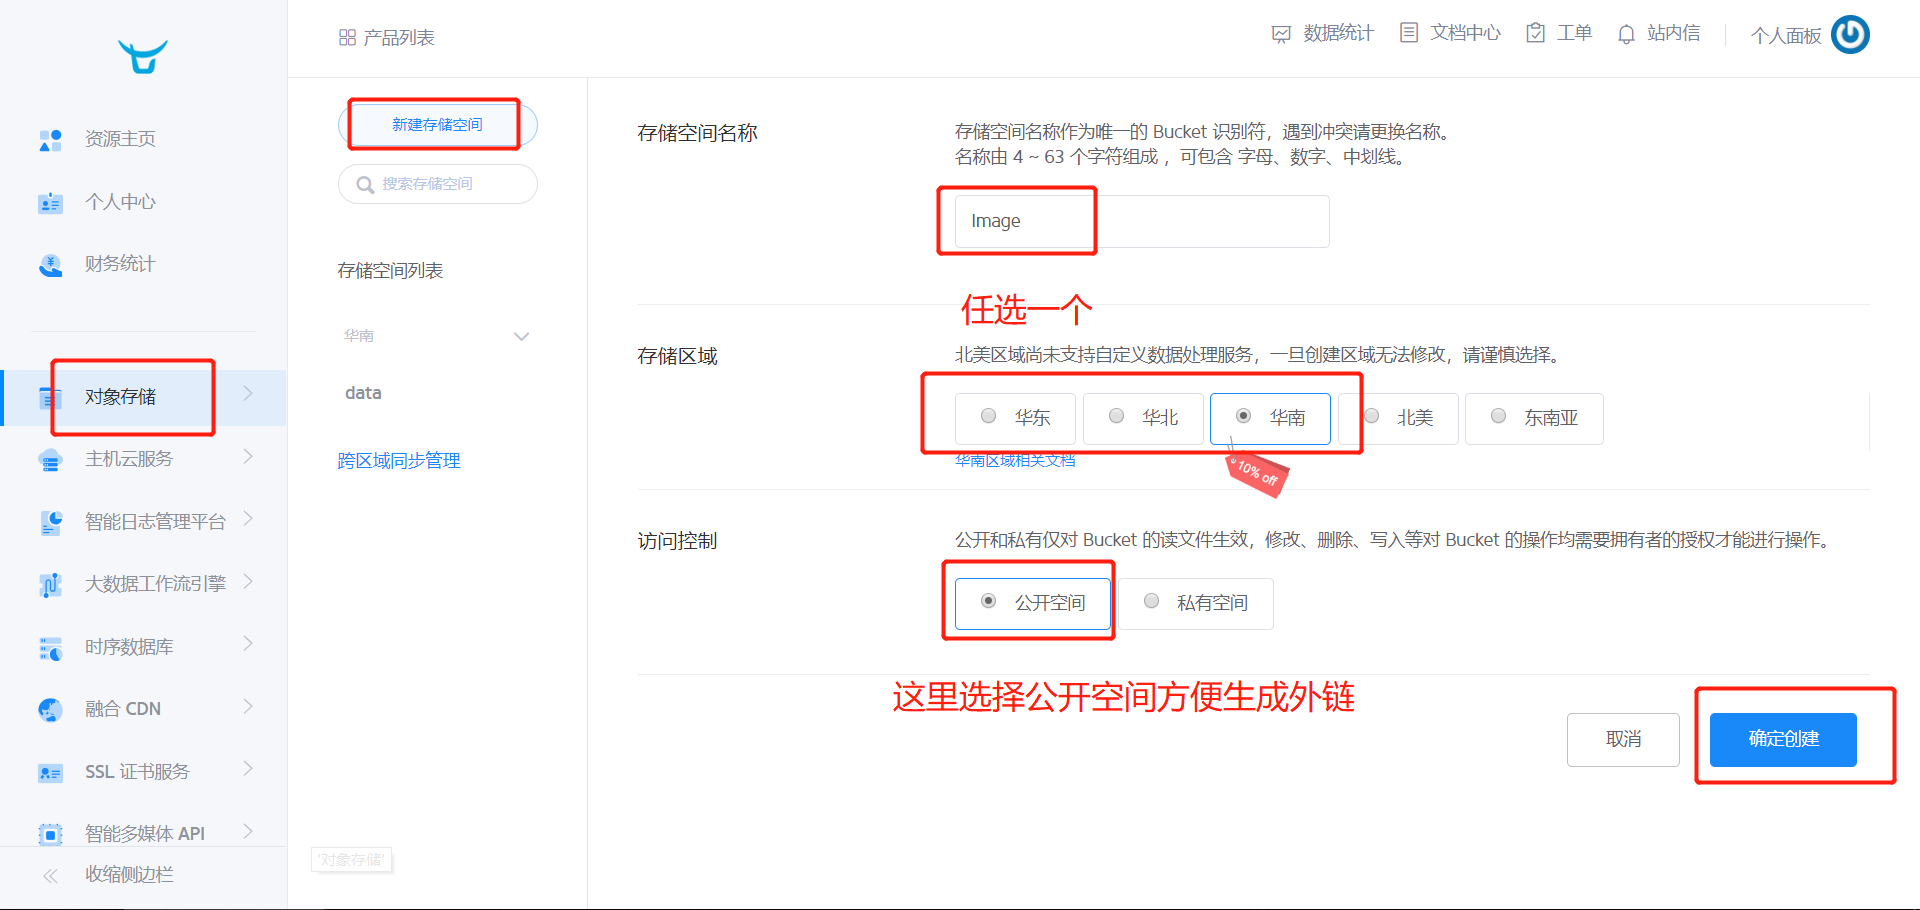 产品列表
数据统计
文档中心
工单
站内信
个人面板
资源主页
个人中心
财务统计
对象存储
主机云服务
智能日志管理平台
大数据工作流引擎
时序数据库
融合 CDN
SSL 证书服务
智能多媒体 API
收缩侧边栏
新建存储空间
搜索存储空间
存储空间列表
华南
data
跨区域同步管理
'对象存储'
存储空间名称
存储空间名称作为唯一的 Bucket 识别符，遇到冲突请更换名称。
名称由 4 ~ 63 个字符组成 ，可包含 字母、数字、中划线。
Image
任选一个
存储区域
北美区域尚未支持自定义数据处理服务，一旦创建区域无法修改，请谨慎选择。
华东
华北
华南
北美
东南亚
华南区域相关文档
10% off
访问控制
公开和私有仅对 Bucket 的读文件生效，修改、删除、写入等对 Bucket 的操作均需要拥有者的授权才能进行操作。
公开空间
私有空间
这里选择公开空间方便生成外链
取消
确定创建